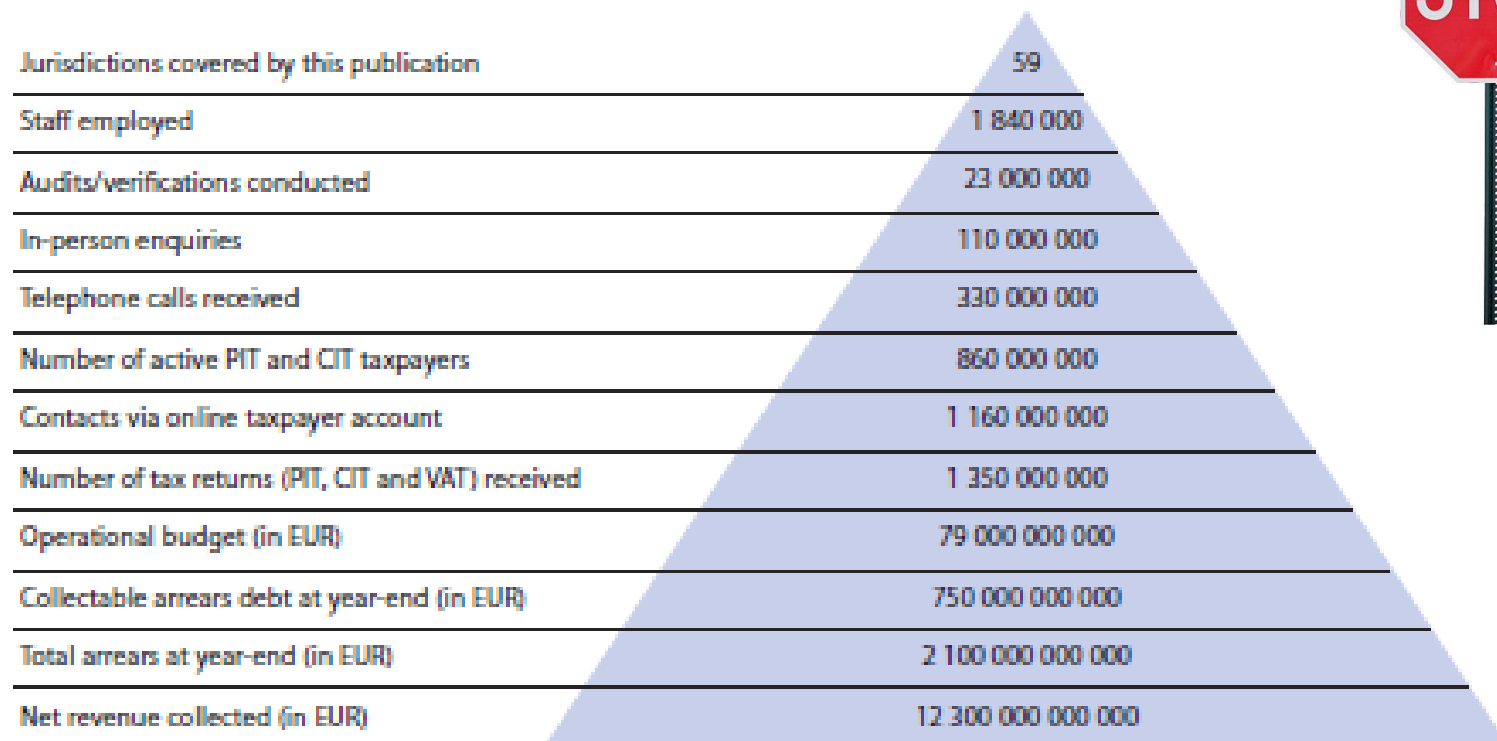 Jurisdictions covered by this publication 59
Staff employed 1 840 000
Audits/verifications conducted 23 000 000
In-person enquiries 110 000 000
Telephone calls received 330 000 000
Number of active PIT and CIT taxpayers 860 000 000
Contacts via online taxpayer account 1 160 000 000
Number of tax returns (PIT, CIT and VAT) received 1 350 000 000
Operational budget (in EUR) 79 000 000 000
Collectable arrears debt at year-end (in EUR) 750 000 000 000
Total arrears at year-end (in EUR) 2 100 000 000 000
Net revenue collected (in EUR) 12 300 000 000 000